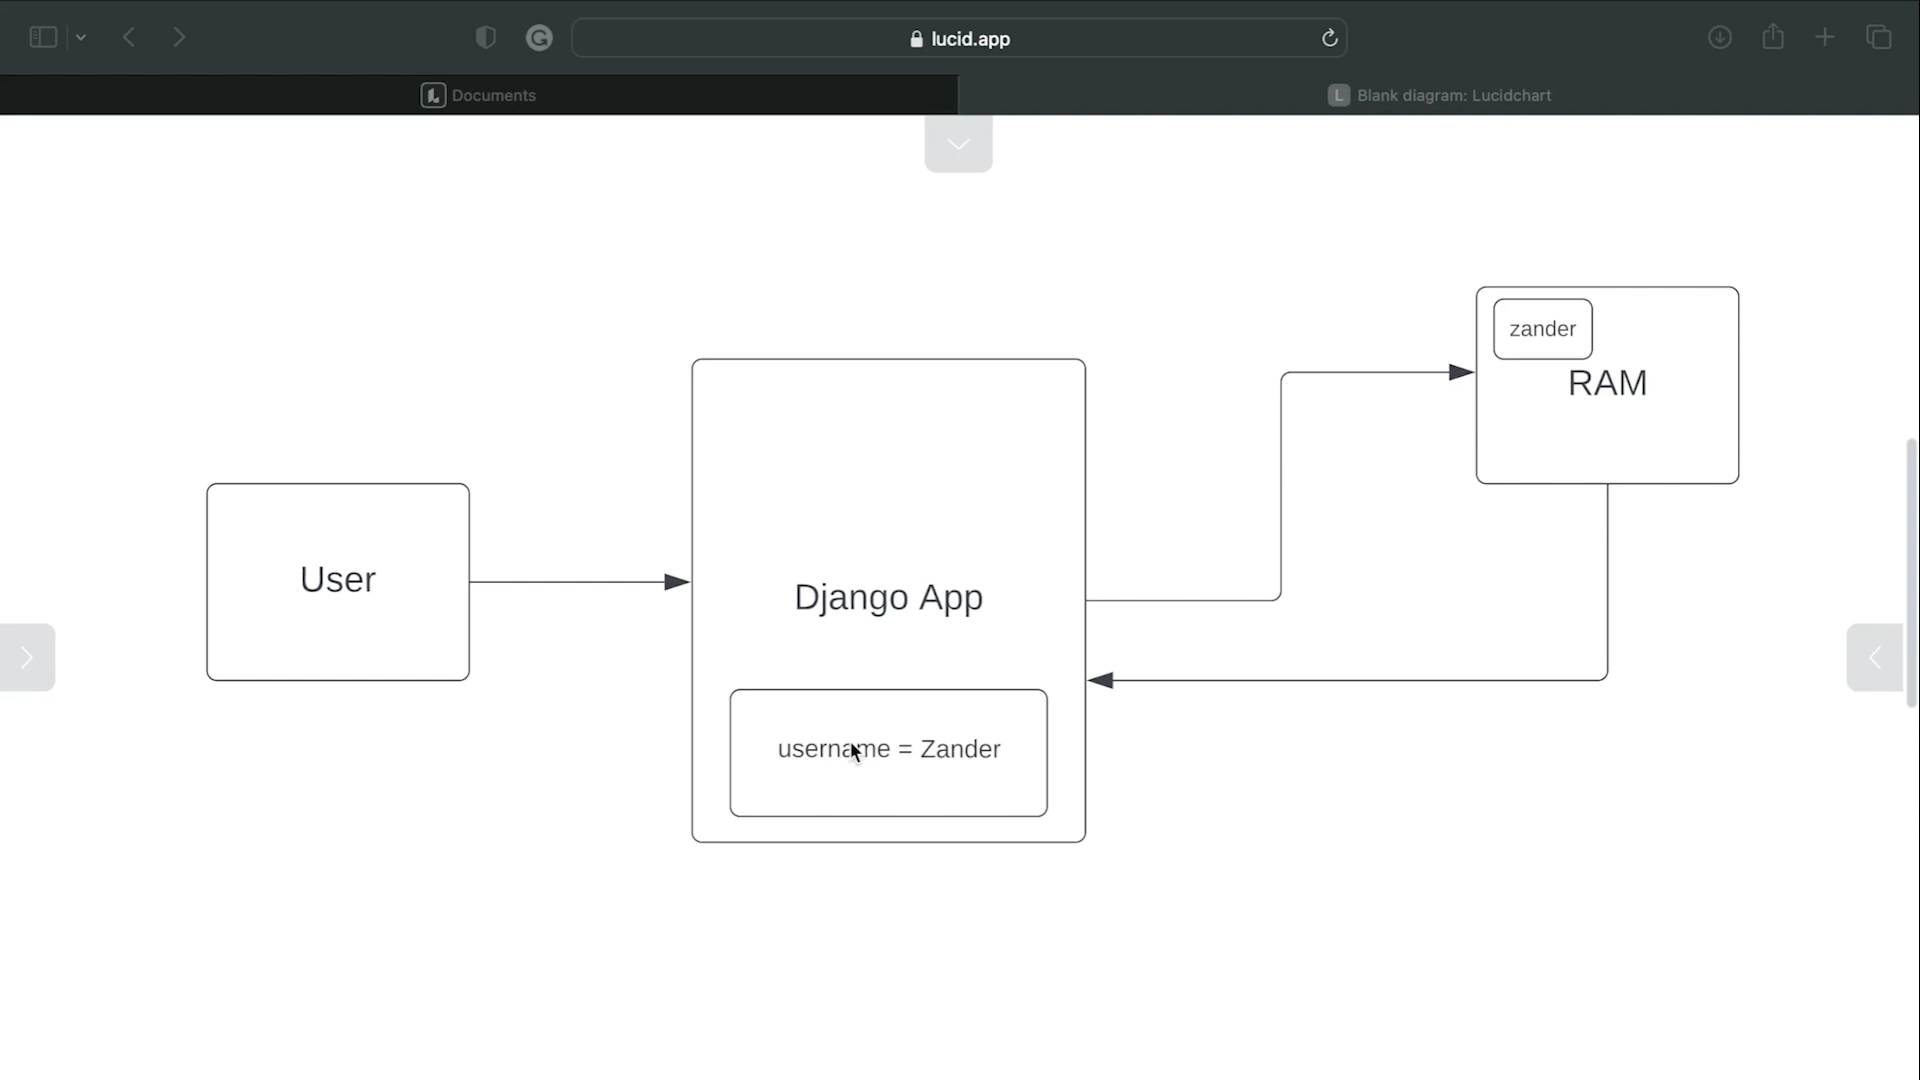 lucid.app
Documents
L Blank diagram: Lucidchart
zander
RAM
User
Django App
username = Zander